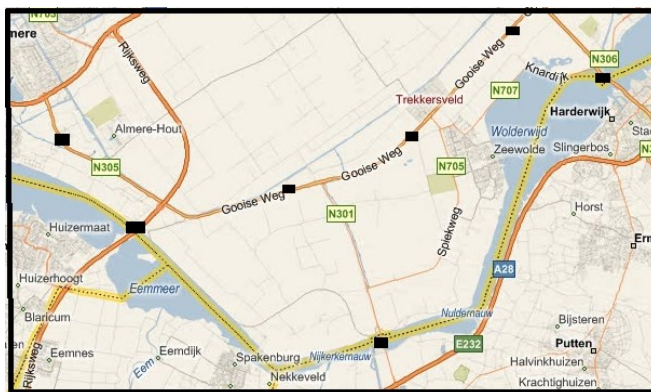 N703
mere
Rijksweg
Gooise Weg
N306
Knardijk
N707
Trekkersveld
Harderwijk
Almere-Hout
Wolderwijd
Zeewolde
Slingerbos
N305
Gooise Weg
N705
Gooise Weg
N301
Horst
Huizermaat
Spiekweg
A28
Huizerhoogt
Eemmeer
Nuldernauw
Blaricum
Bijsteren
Eemnes
Eem
Eemdijk
Spakenburg
Nijkerkernauw
E232
Putten
Halvinkhuizen
Rijksweg
Nekkeveld
Krachtighuizen